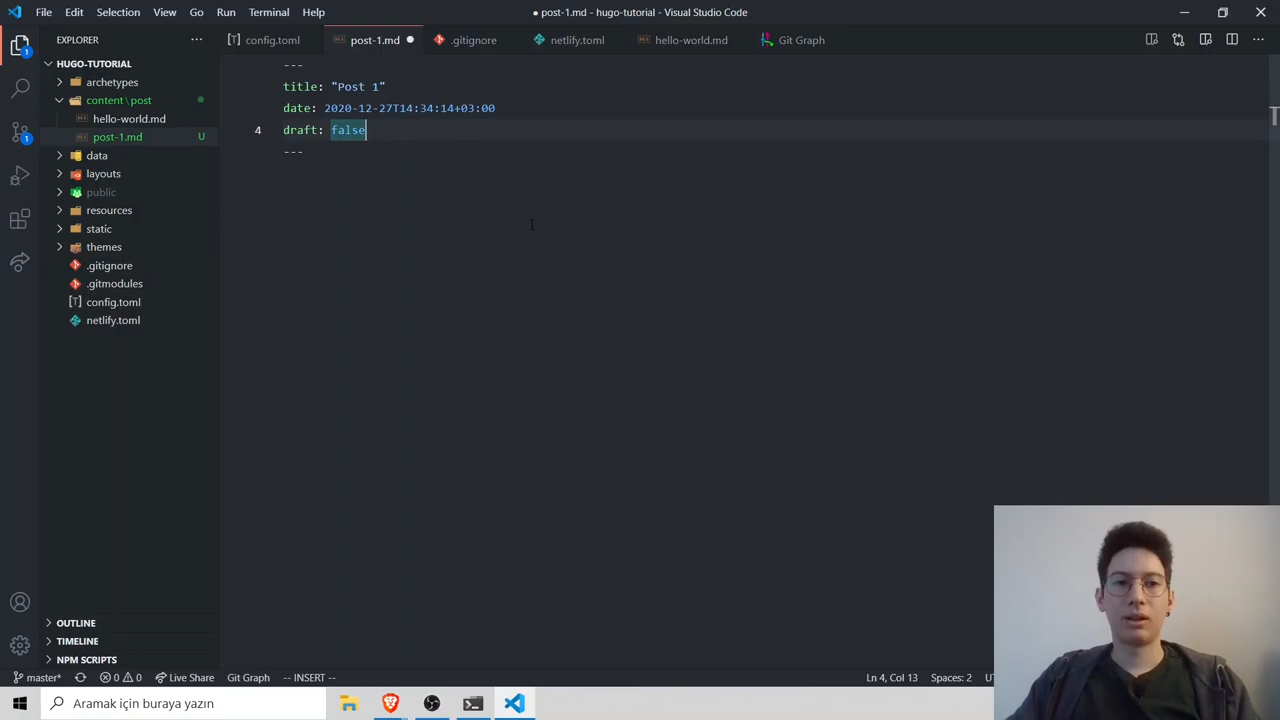 File Edit Selection View Go Run Terminal Help
● post-1.md - hugo-tutorial - Visual Studio Code
EXPLORER
config.toml
post-1.md
.gitignore
netlify.toml
hello-world.md
Git Graph
1
HUGO-TUTORIAL
archetypes
content\post
hello-world.md
post-1.md U
data
layouts
public
resources
static
themes
.gitignore
.gitmodules
config.toml
netlify.toml
1
---
title: "Post 1"
date: 2020-12-27T14:34:14+03:00
4 draft: false
---
OUTLINE
TIMELINE
NPM SCRIPTS
master* 0 0 Live Share Git Graph -- INSERT -- Ln 4, Col 13 Spaces: 2
Aramak için buraya yazın